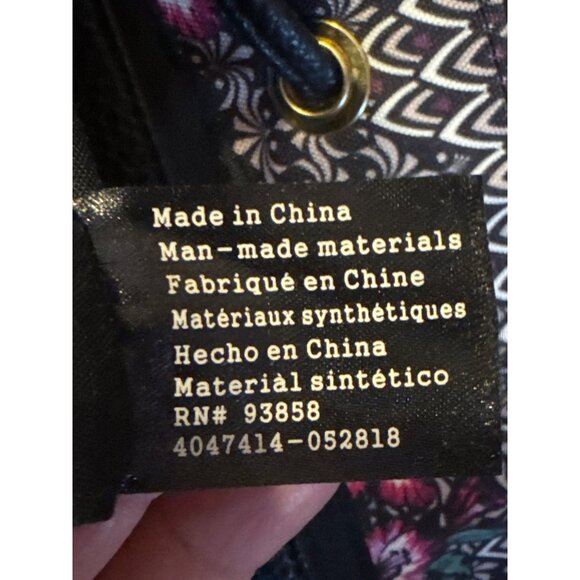 Made in China
Man-made materials
Fabriqué en Chine
Matériaux synthétiques
Hecho en China
Materiàl sintético
RN# 93858
4047414-052818